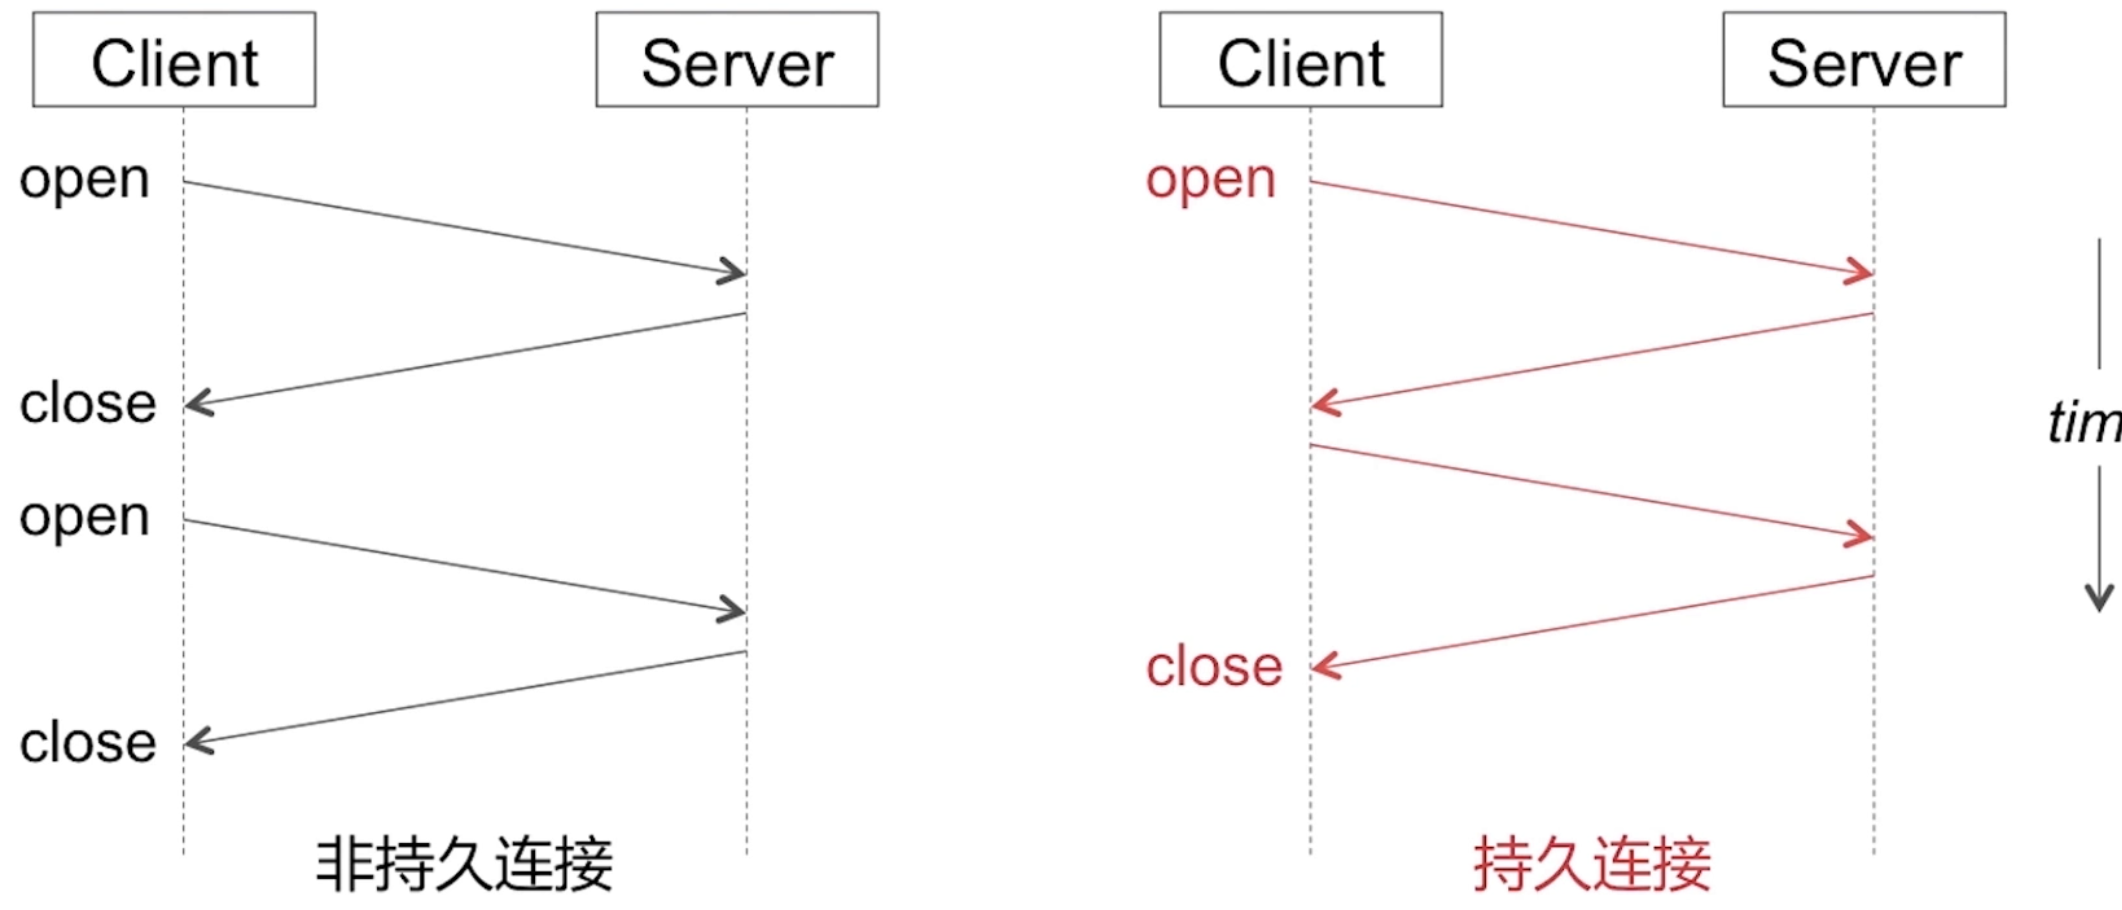 Client
Server
open
close
open
close
非持久连接
Client
Server
open
close
持久连接
tim